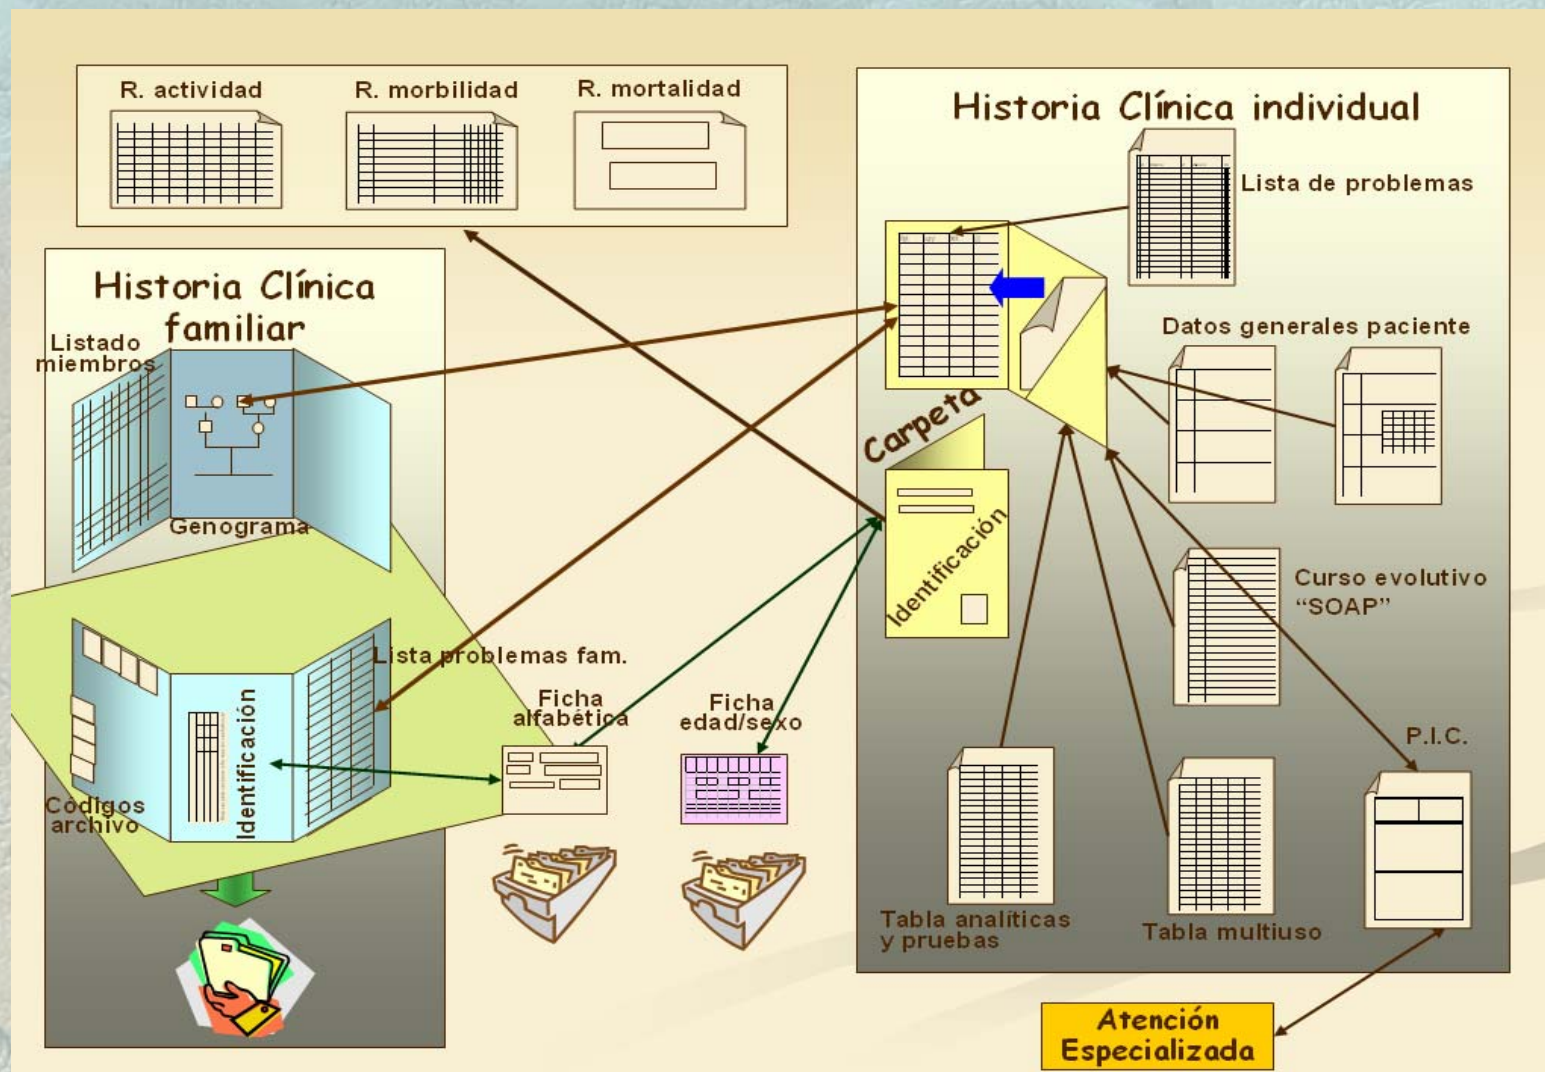 R. actividad
R. morbilidad
R. mortalidad
Historia Clínica
familiar
Listado
miembros
Genograma
Lista problemas fam.
Identificación
Códigos
archivo
Ficha
alfabética
Ficha
edad/sexo
Historia Clínica individual
Lista de problemas
Datos generales paciente
Carpeta
Identificación
Curso evolutivo
“SOAP”
P.I.C.
Tabla analíticas
y pruebas
Tabla multiuso
Atención
Especializada